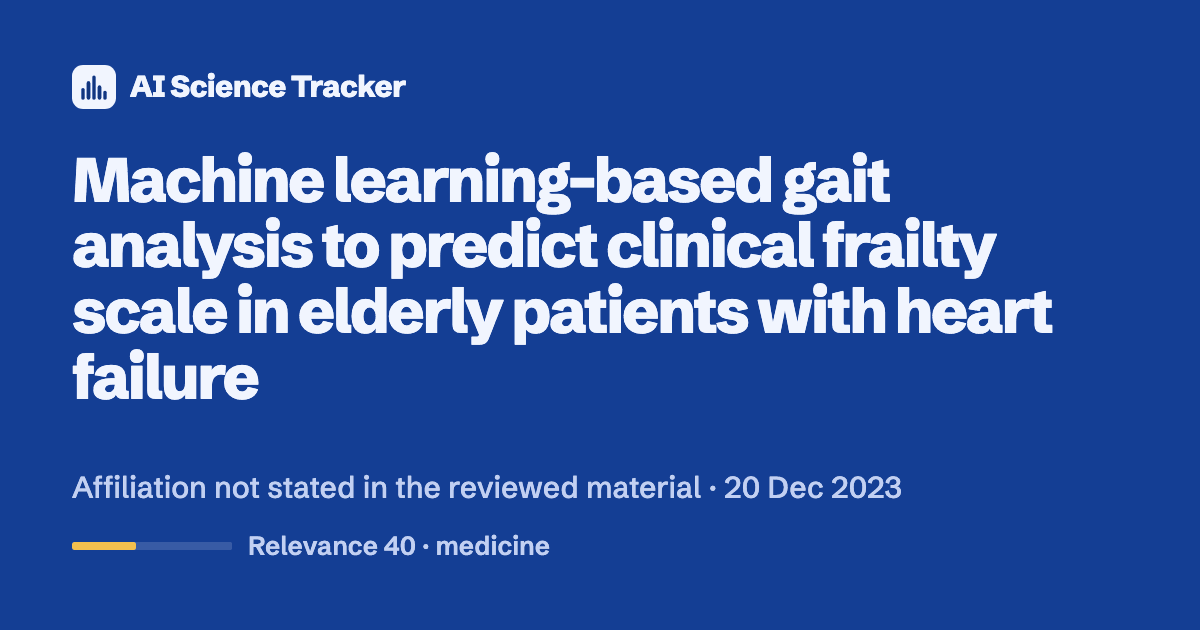 AI Science Tracker
Machine learning-based gait
analysis to predict clinical frailty
scale in elderly patients with heart
failure
Affiliation not stated in the reviewed material · 20 Dec 2023
Relevance 40 · medicine